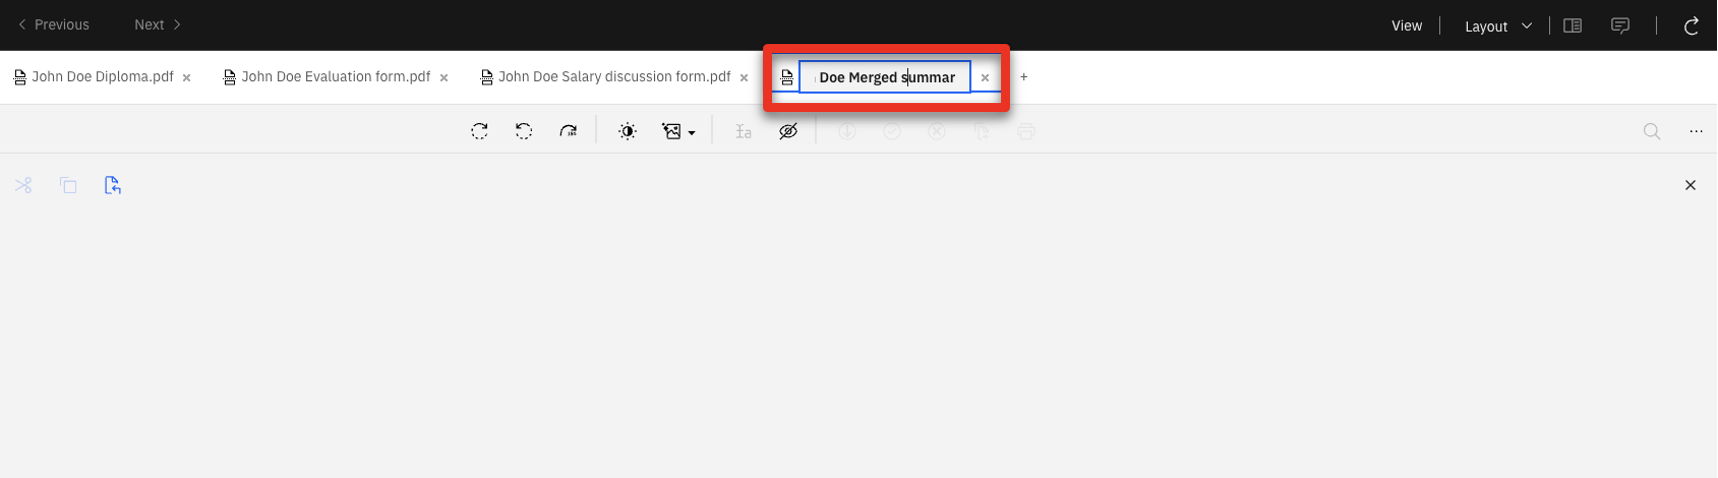 Previous Next View Layout
John Doe Diploma.pdf John Doe Evaluation form.pdf John Doe Salary discussion form.pdf Doe Merged summar